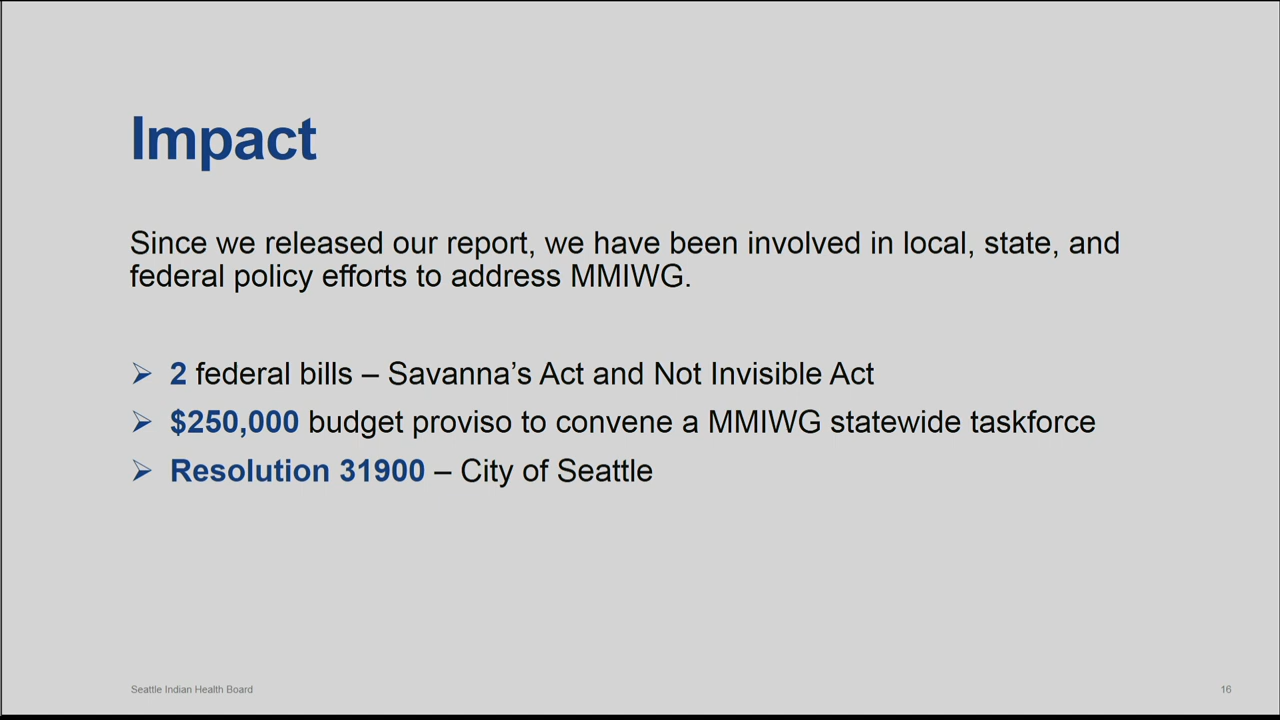 Impact
Since we released our report, we have been involved in local, state, and
federal policy efforts to address MMIWG.
➢ 2 federal bills – Savanna’s Act and Not Invisible Act
➢ $250,000 budget proviso to convene a MMIWG statewide taskforce
➢ Resolution 31900 – City of Seattle
Seattle Indian Health Board
16